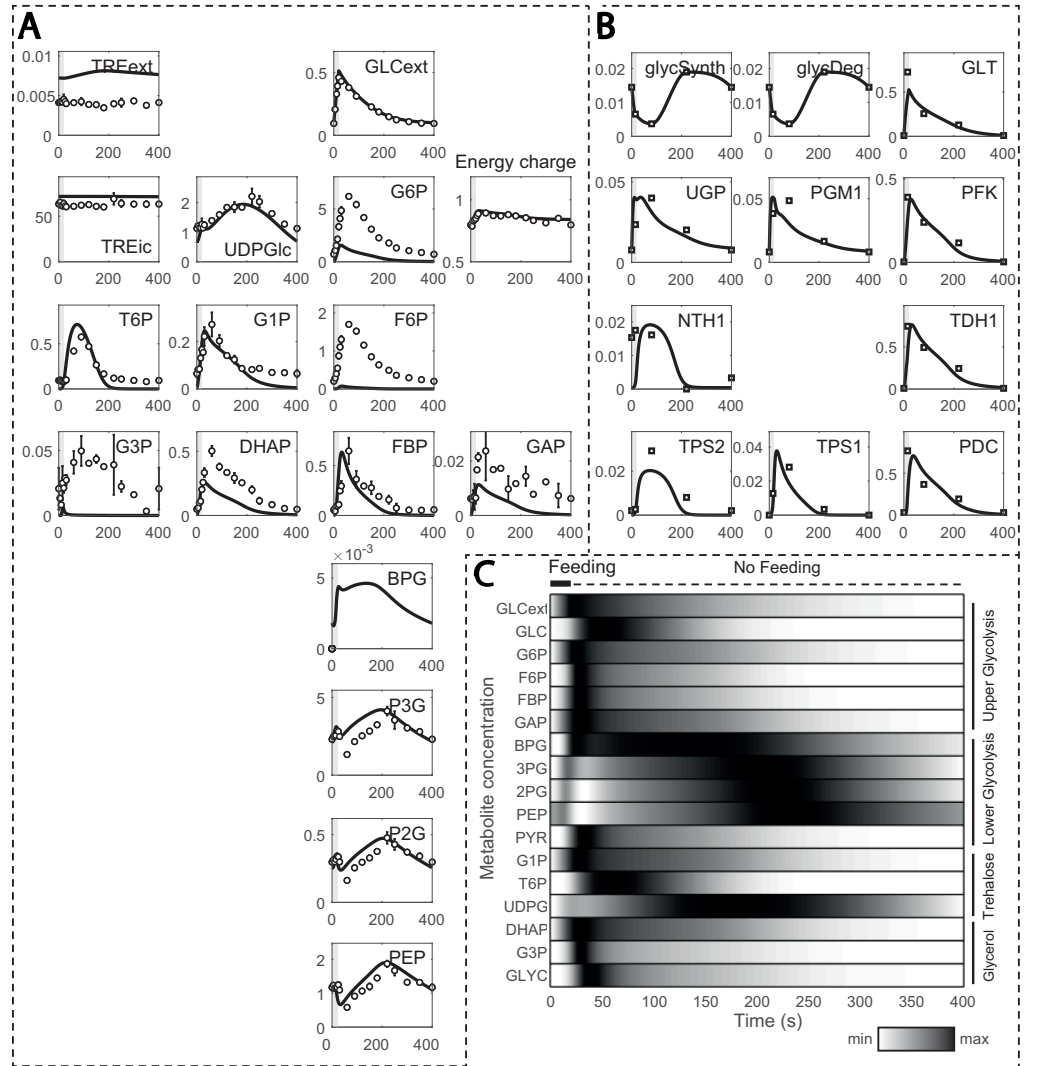 A
B
TREext
0.01
0.005
0
0 200 400
GLCext
0.5
0
0 200 400
glycSynth
0.02
0.01
0
0 200 400
glycDeg
0.02
0.01
0
0 200 400
GLT
0.5
0
0 200 400
Energy charge
TREic
50
0
0 200 400
UDPGlc
2
1
0
0 200 400
G6P
5
0
0 200 400
1
0.5
0 200 400
UGP
0.05
0
0 200 400
PGM1
0.05
0
0 200 400
PFK
0.5
0
0 200 400
T6P
0.5
0
0 200 400
G1P
0.2
0
0 200 400
F6P
2
1
0
0 200 400
NTH1
0.02
0.01
0
0 200 400
TDH1
0.5
0
0 200 400
G3P
0.05
0
0 200 400
DHAP
0.5
0
0 200 400
FBP
0.5
0
0 200 400
GAP
0.02
0
0 200 400
TPS2
0.02
0
0 200 400
TPS1
0.04
0.02
0
0 200 400
PDC
0.5
0
0 200 400
×10-3
BPG
5
0
0 200 400
P3G
5
0
0 200 400
P2G
0.5
0
0 200 400
PEP
2
1
0
0 200 400
C
Feeding
No Feeding
Metabolite concentration
GLCext
GLC
G6P
F6P
FBP
GAP
BPG
3PG
2PG
PEP
PYR
G1P
T6P
UDPG
DHAP
G3P
GLYC
Upper Glycolysis
Lower Glycolysis
Trehalose
Glycerol
0 50 100 150 200 250 300 350 400
Time (s)
min max